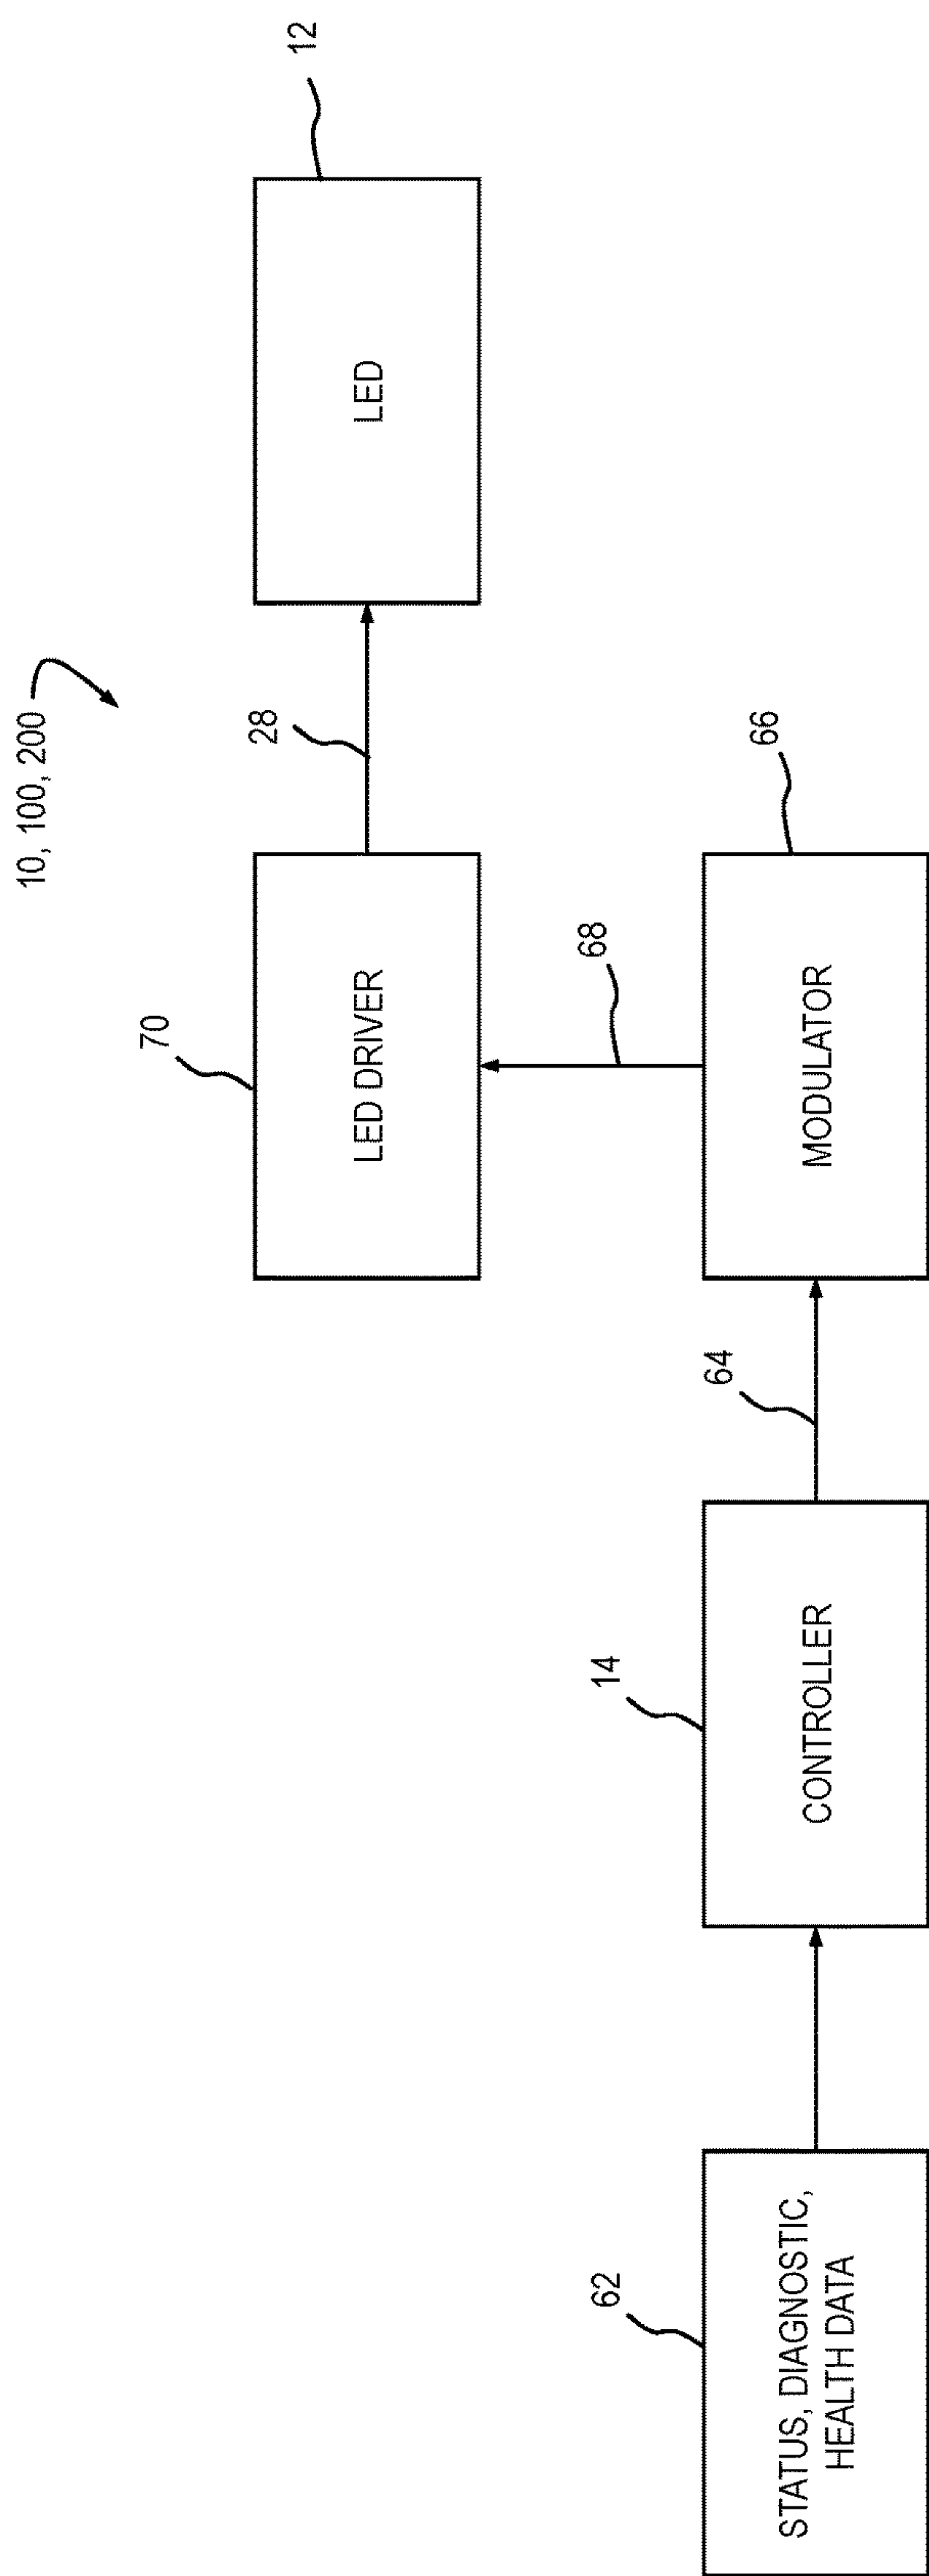 10, 100, 200
12
LED
28
70
LED DRIVER
68
66
MODULATOR
64
14
CONTROLLER
62
STATUS, DIAGNOSTIC,
HEALTH DATA